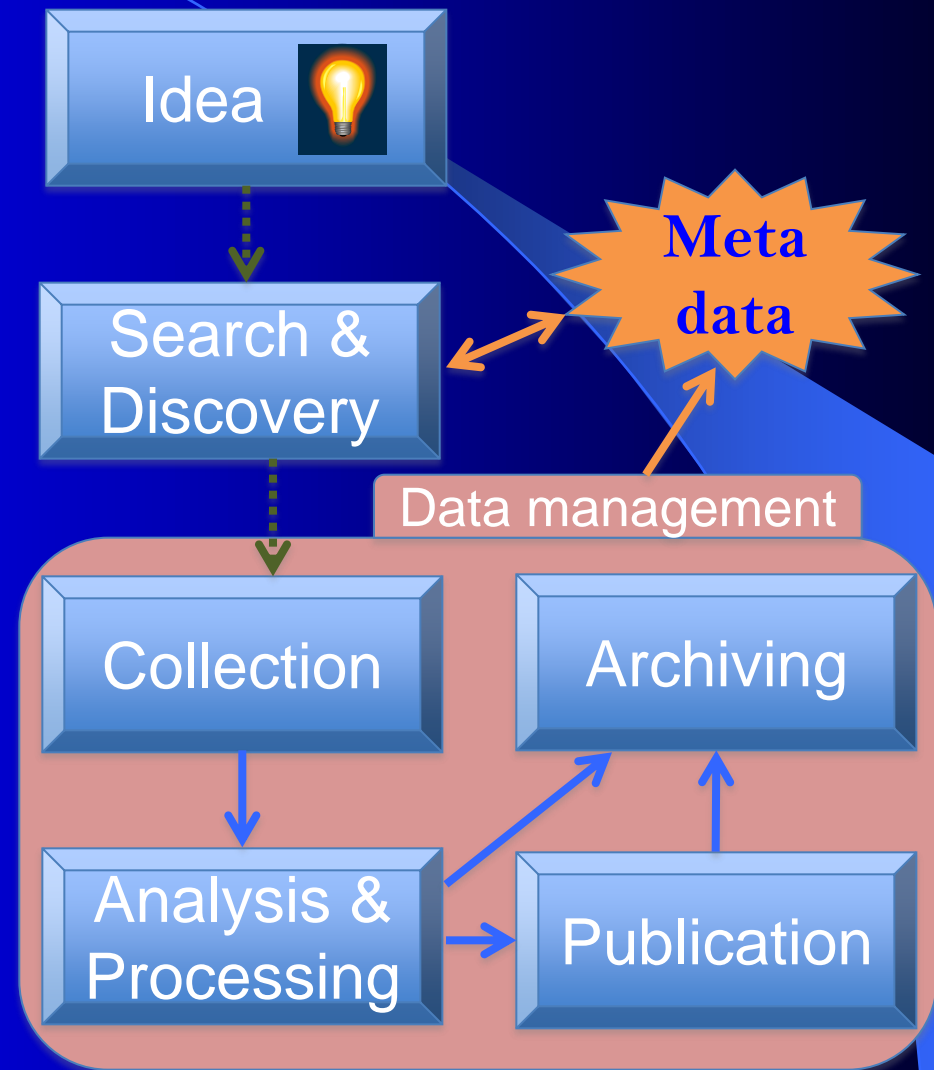 Idea
Meta
data
Search &
Discovery
Data management
Collection
Archiving
Analysis &
Processing
Publication